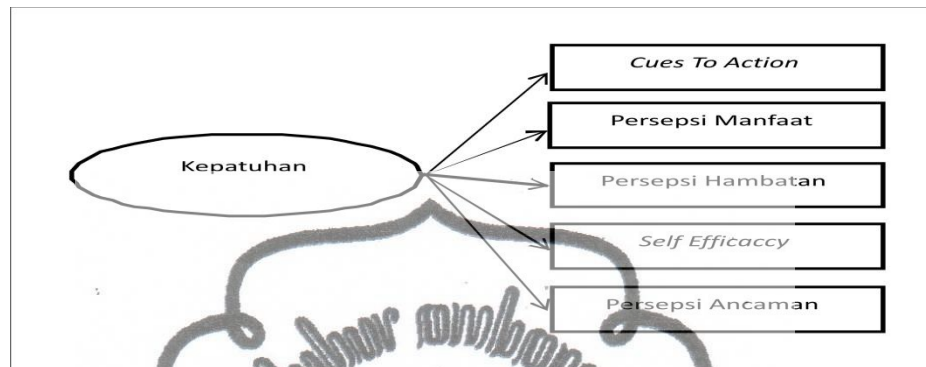 Cues To Action
Persepsi Manfaat
Kepatuhan
Persepsi Hambatan
Self Efficaccy
Persepsi Ancaman